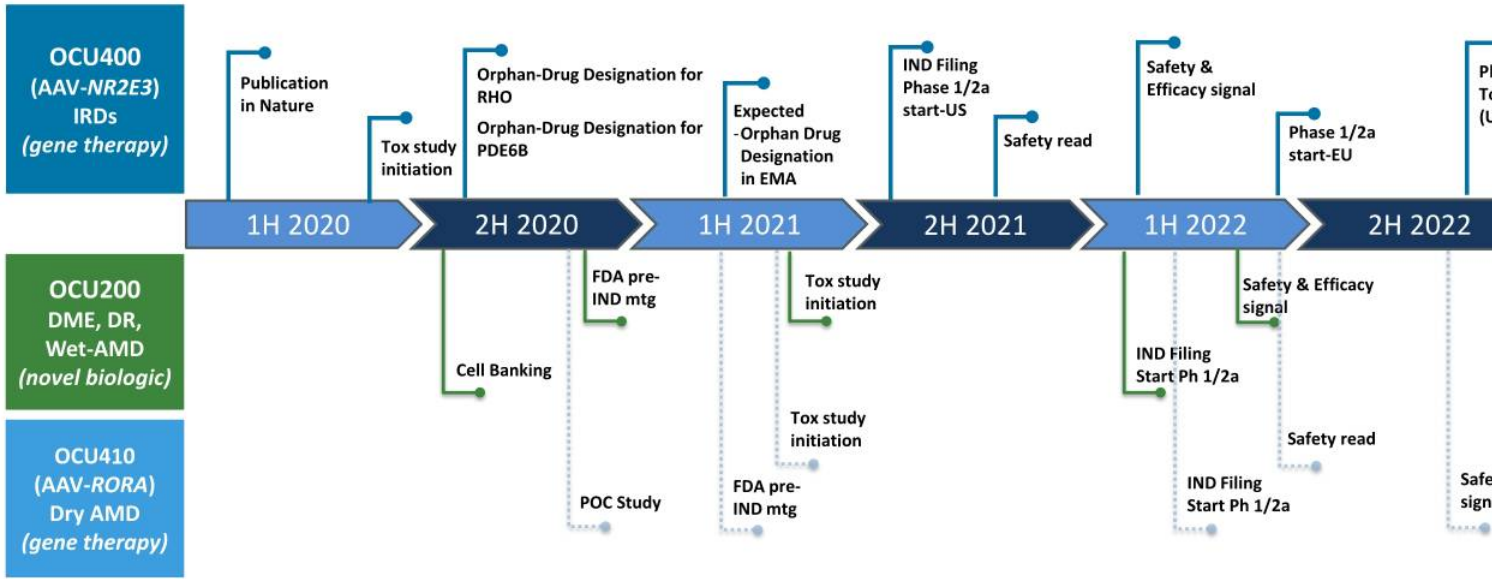 OCU400
(AAV-NR2E3)
IRDs
(gene therapy)
Publication
in Nature
Tox study
initiation
Orphan-Drug Designation for
RHO
Orphan-Drug Designation for
PDE6B
Expected
-Orphan Drug
Designation
in EMA
IND Filing
Phase 1/2a
start-US
Safety read
Safety &
Efficacy signal
Phase 1/2a
start-EU
1H 2020
2H 2020
1H 2021
2H 2021
1H 2022
2H 2022
OCU200
DME, DR,
Wet-AMD
(novel biologic)
Cell Banking
FDA pre-
IND mtg
Tox study
initiation
IND Filing
Start Ph 1/2a
Safety & Efficacy
signal
OCU410
(AAV-RORA)
Dry AMD
(gene therapy)
POC Study
FDA pre-
IND mtg
Tox study
initiation
IND Filing
Start Ph 1/2a
Safety read